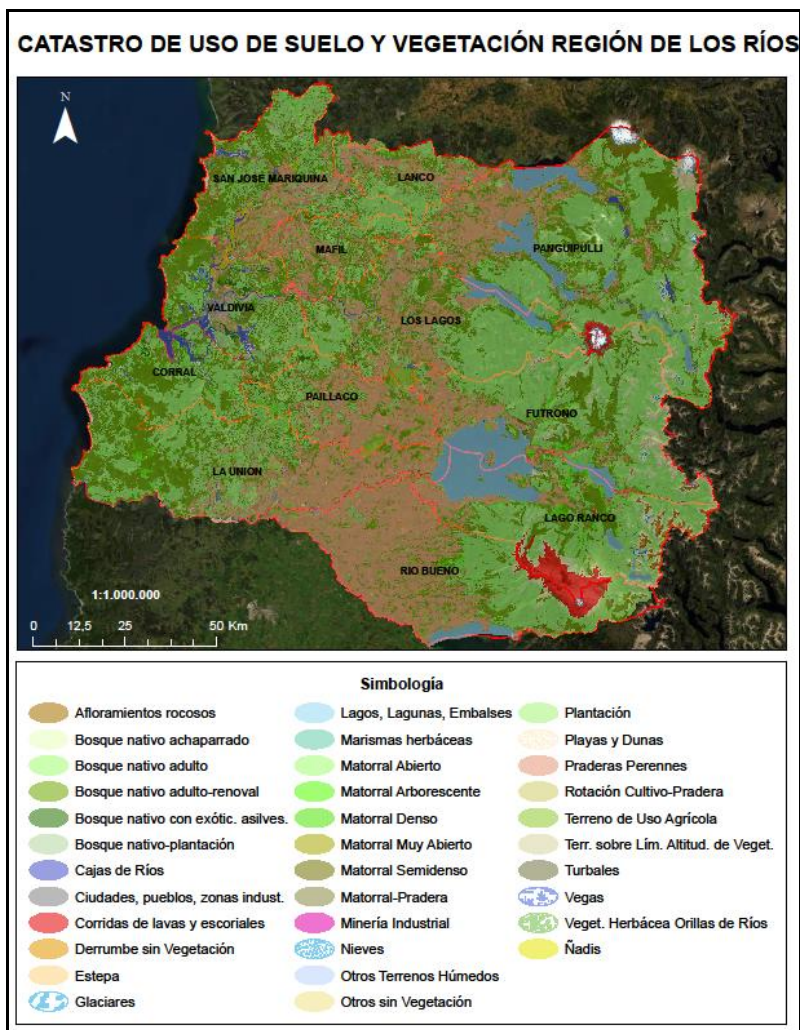 CATASTRO DE USO DE SUELO Y VEGETACIÓN REGIÓN DE LOS RÍOS
N
SAN JOSE MARIQUINA
LANCO
MAFIL
PANGUIPULLI
VALDIVIA
LOS LAGOS
CORRAL
PAILLACO
FUTRONO
LA UNION
LAGO RANCO
RIO BUENO
1:1.000.000
0 12,5 25 50 Km
Simbología
Afloramientos rocosos
Bosque nativo achaparrado
Bosque nativo adulto
Bosque nativo adulto-renoval
Bosque nativo con exótic. asilves.
Bosque nativo-plantación
Cajas de Ríos
Ciudades, pueblos, zonas indust.
Corridas de lavas y escoriales
Derrumbe sin Vegetación
Estepa
Glaciares
Lagos, Lagunas, Embalses
Marismas herbáceas
Matorral Abierto
Matorral Arborescente
Matorral Denso
Matorral Muy Abierto
Matorral Semidenso
Matorral-Pradera
Minería Industrial
Nieves
Otros Terrenos Húmedos
Otros sin Vegetación
Plantación
Playas y Dunas
Praderas Perennes
Rotación Cultivo-Pradera
Terreno de Uso Agrícola
Terr. sobre Lím. Altitud. de Veget.
Turbales
Vegas
Veget. Herbácea Orillas de Ríos
Ñadis